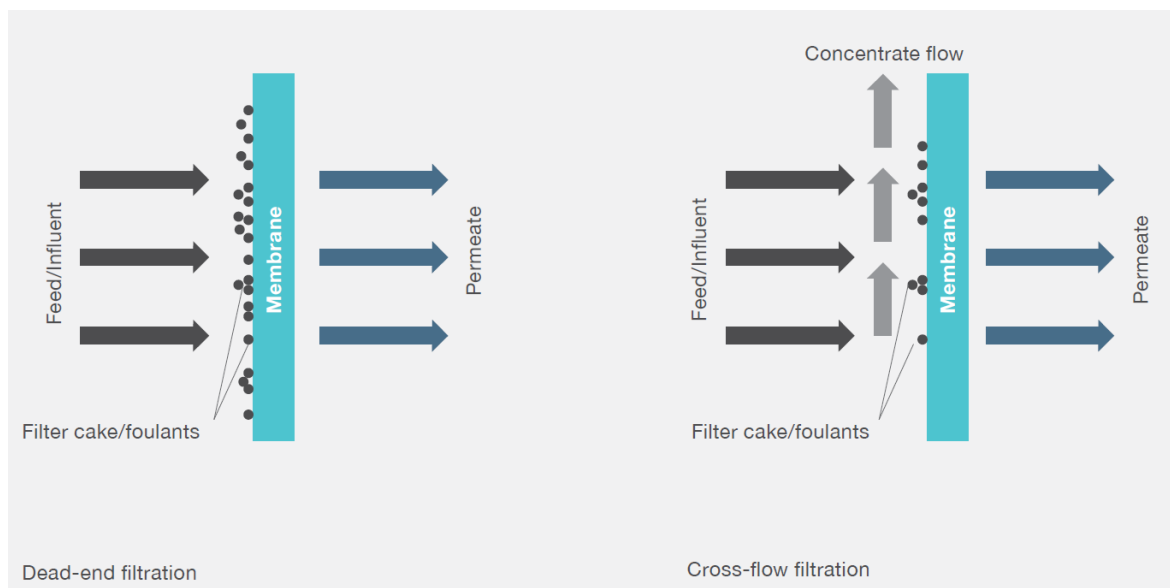 Feed/Influent
Membrane
Permeate
Filter cake/foulants
Dead-end filtration
Concentrate flow
Feed/Influent
Membrane
Permeate
Filter cake/foulants
Cross-flow filtration